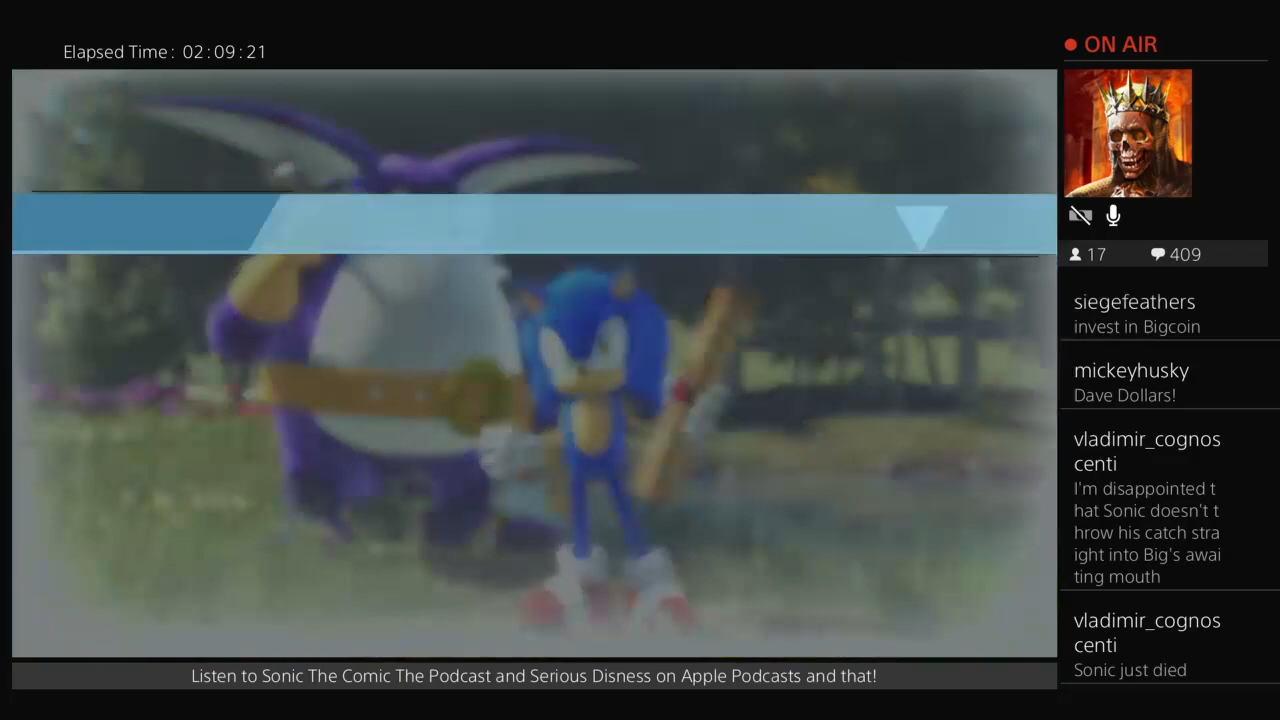 Elapsed Time: 02:09:21
ON AIR
17
409
siegefeathers
invest in Bigcoin
mickeyhusky
Dave Dollars!
vladimir_cognos
centi
I'm disappointed t
hat Sonic doesn't t
hrow his catch stra
ight into Big's awai
ting mouth
vladimir_cognos
centi
Sonic just died
Listen to Sonic The Comic The Podcast and Serious Disness on Apple Podcasts and that!